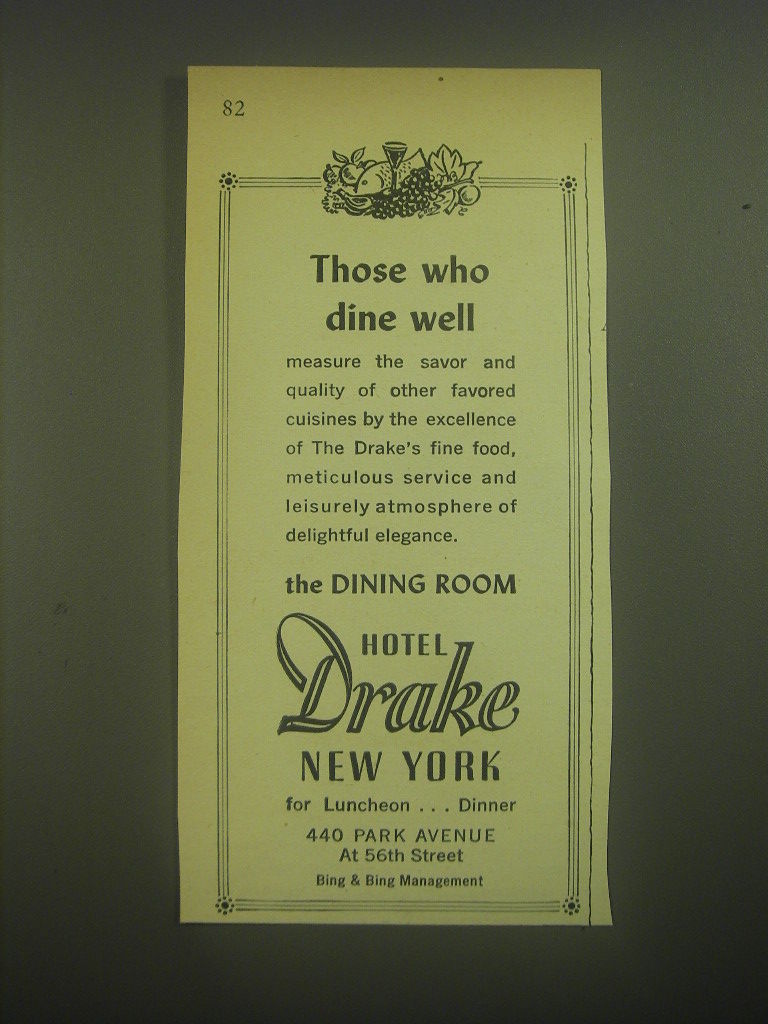 82
Those who
dine well
measure the savor and
quality of other favored
cuisines by the excellence
of The Drake's fine food,
meticulous service and
leisurely atmosphere of
delightful elegance.
the DINING ROOM
HOTEL
Drake
NEW YORK
for Luncheon . . . Dinner
440 PARK AVENUE
At 56th Street
Bing & Bing Management